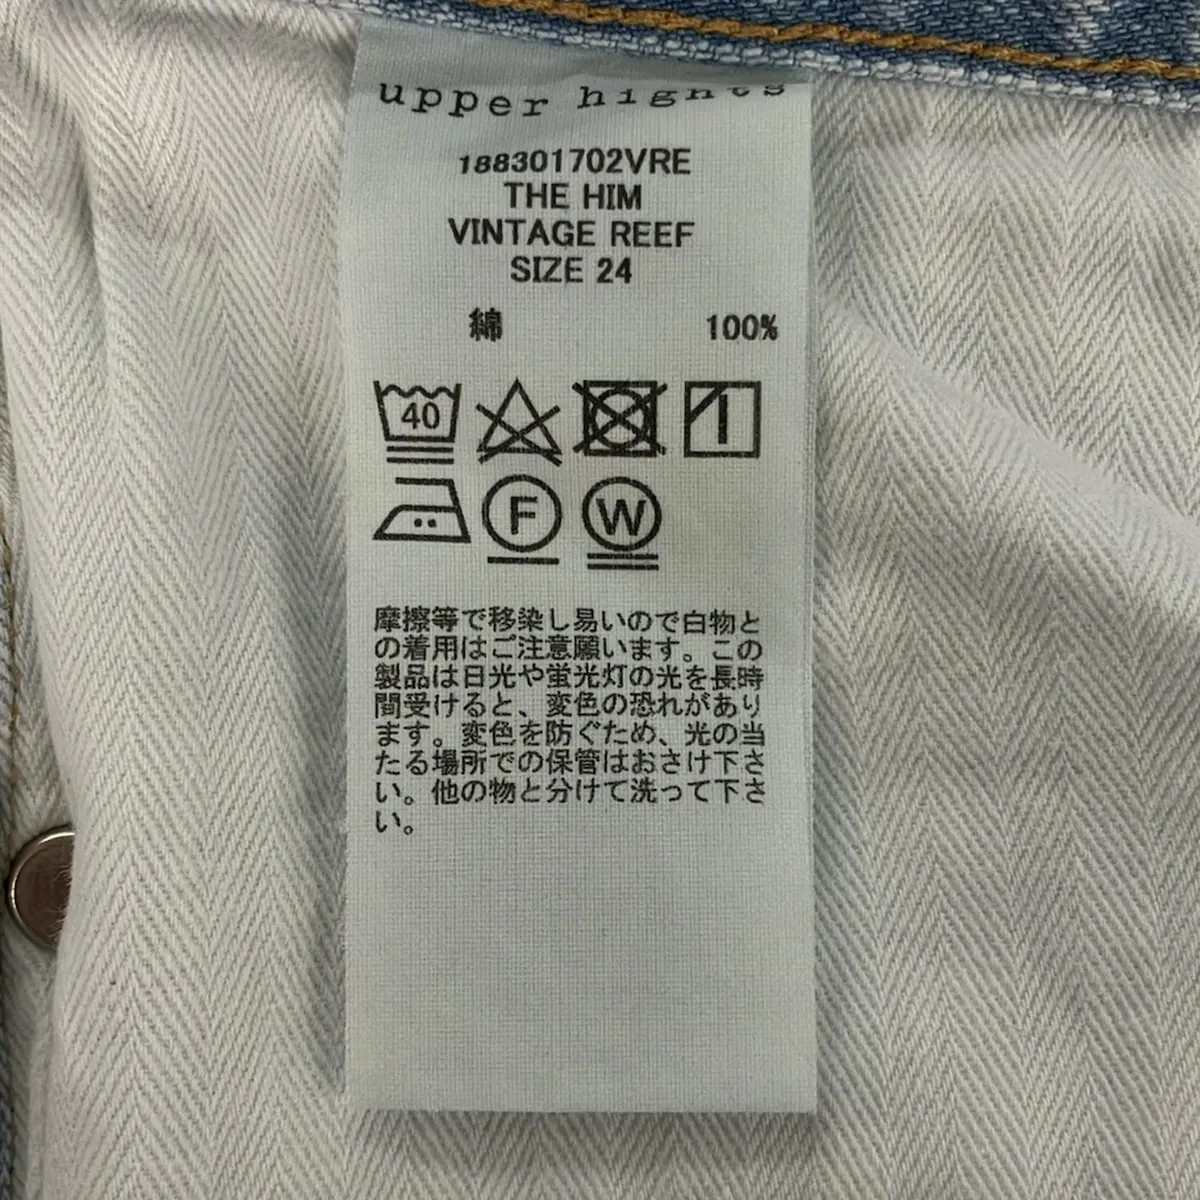 upper hights
188301702VRE
THE HIM
VINTAGE REEF
SIZE 24
綿 100%
40
F W
摩擦等で移染し易いので白物と
の着用はご注意願います。この
製品は日光や蛍光灯の光を長時
間受けると、変色の恐れがあり
ます。変色を防ぐため、光の当
たる場所での保管はおさけ下さ
い。他の物と分けて洗って下さ
い。